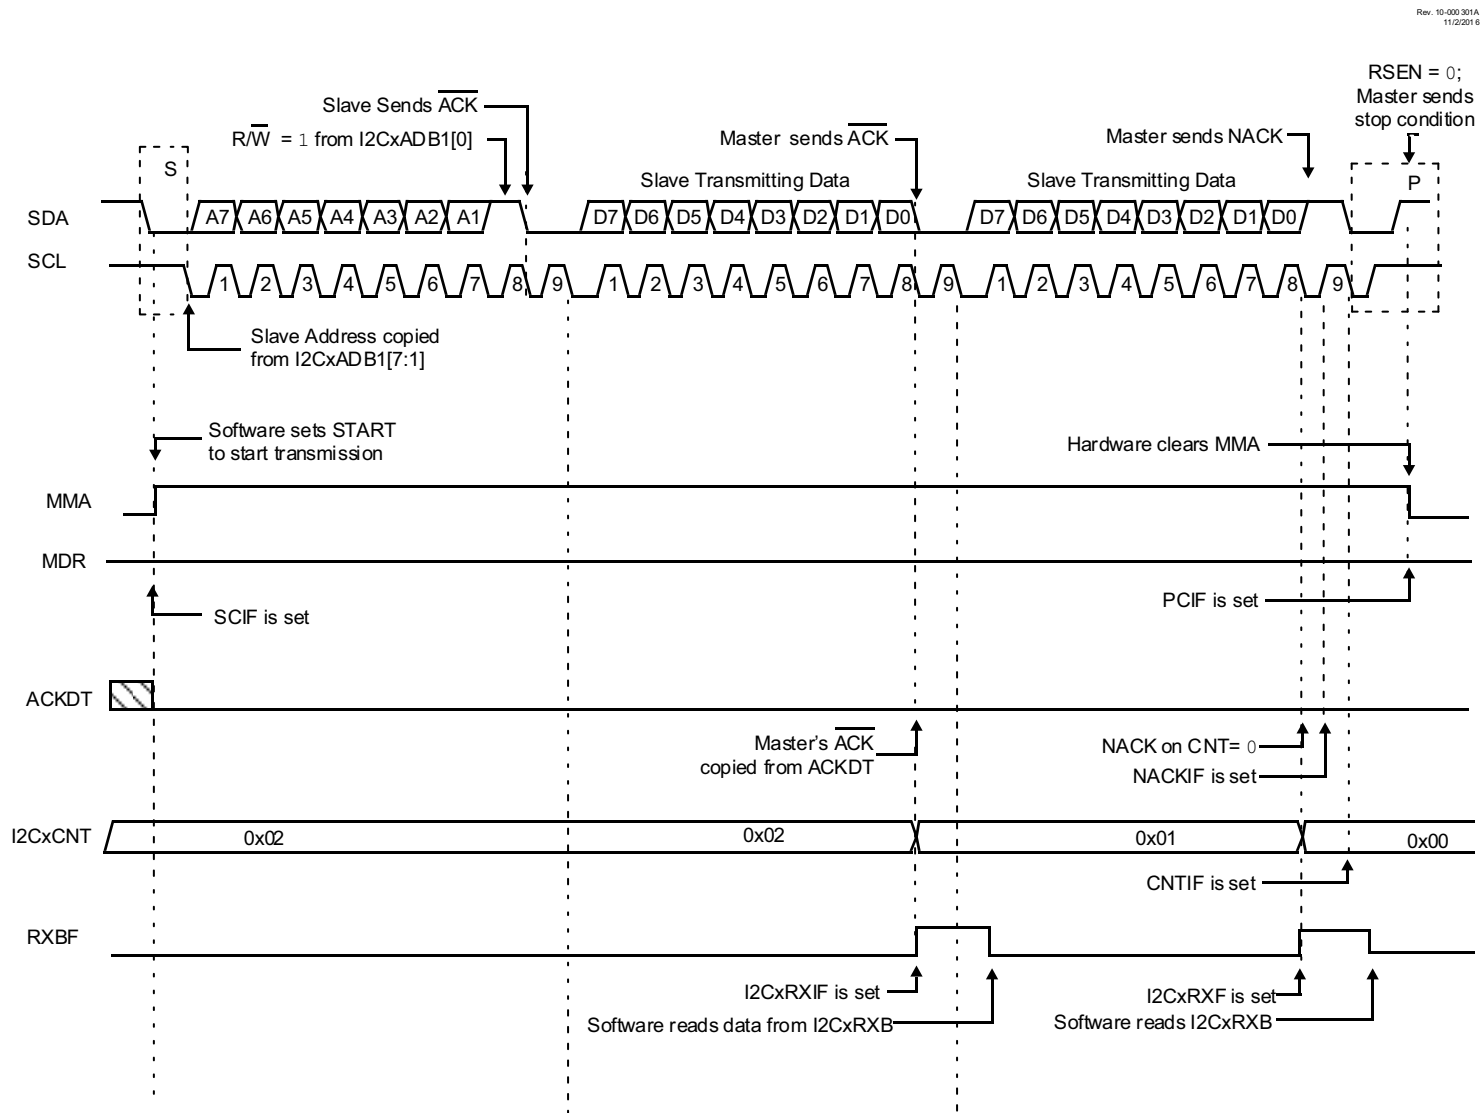 Rev. 10-000301A
11/2/2016
RSEN = 0;
Master sends
stop condition
Slave Sends ACK
R/W = 1 from I2CxADB1[0]
Master sends ACK
Master sends NACK
S
Slave Transmitting Data
Slave Transmitting Data
P
SDA
A7 A6 A5 A4 A3 A2 A1
D7 D6 D5 D4 D3 D2 D1 D0
D7 D6 D5 D4 D3 D2 D1 D0
SCL
1 2 3 4 5 6 7 8 9
1 2 3 4 5 6 7 8 9
1 2 3 4 5 6 7 8 9
Slave Address copied
from I2CxADB1[7:1]
Software sets START
to start transmission
Hardware clears MMA
MMA
MDR
SCIF is set
PCIF is set
ACKDT
Master's ACK
copied from ACKDT
NACK on CNT= 0
NACKIF is set
I2CxCNT
0x02
0x02
0x01
0x00
CNTIF is set
RXBF
I2CxRXIF is set
Software reads data from I2CxRXB
I2CxRXF is set
Software reads I2CxRXB